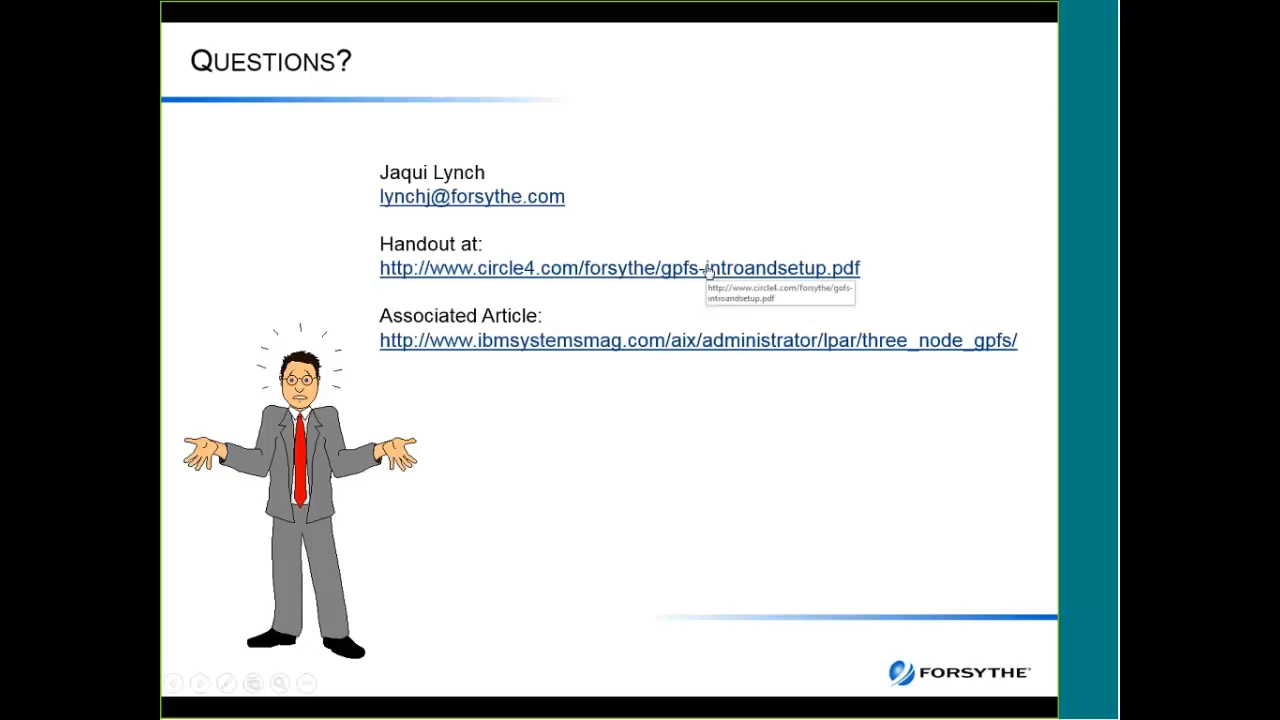 QUESTIONS?
Jaqui Lynch
lynchj@forsythe.com
Handout at:
http://www.circle4.com/forsythe/gpfs-introandsetup.pdf
http://www.circle4.com/forsythe/gpfs-
introandsetup.pdf
Associated Article:
http://www.ibmsystemsmag.com/aix/administrator/lpar/three_node_gpfs/
FORSYTHE